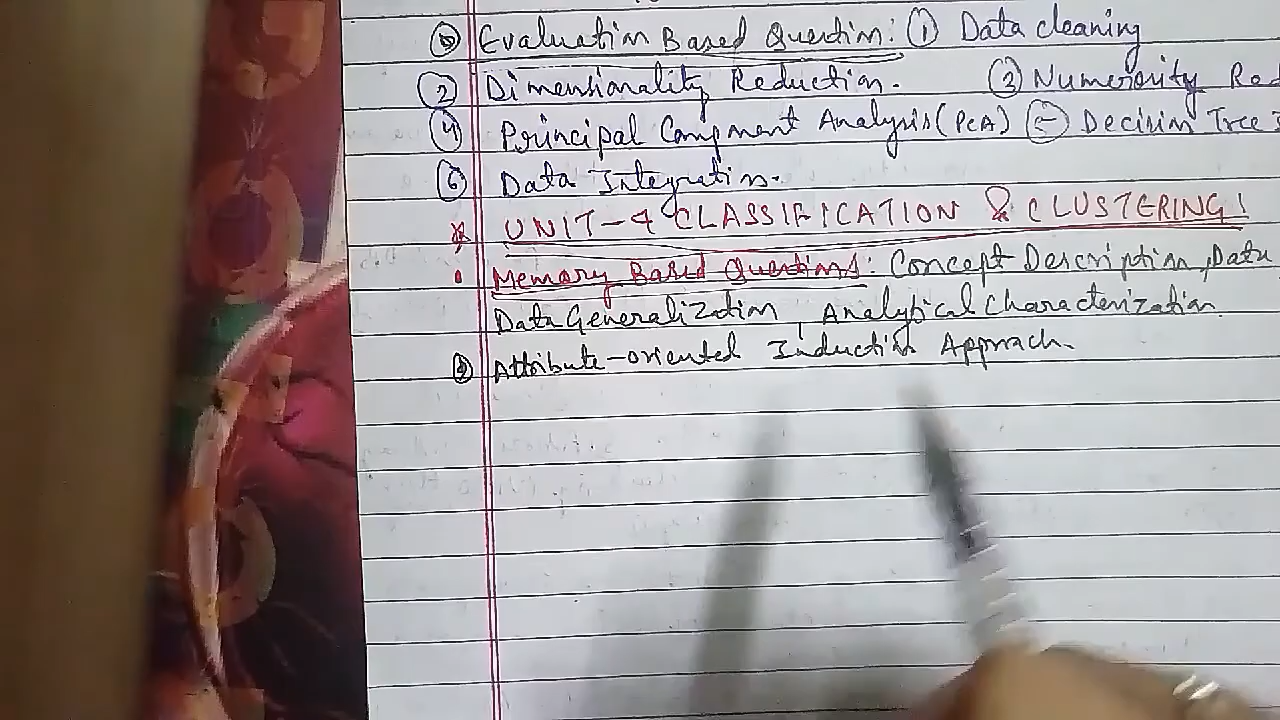 Evaluation Based Question: ① Data cleaning
② Dimensionality Reduction. ③ Numerosity Red
④ Principal Component Analysis (PCA) ⑤ Decision Tree
⑥ Data Integration.
* UNIT-4 CLASSIFICATION & CLUSTERING!
• Memory Based Questions: Concept Description, Data
Data Generalization, Analytical Characterization.
Attribute-oriented Induction Approach.